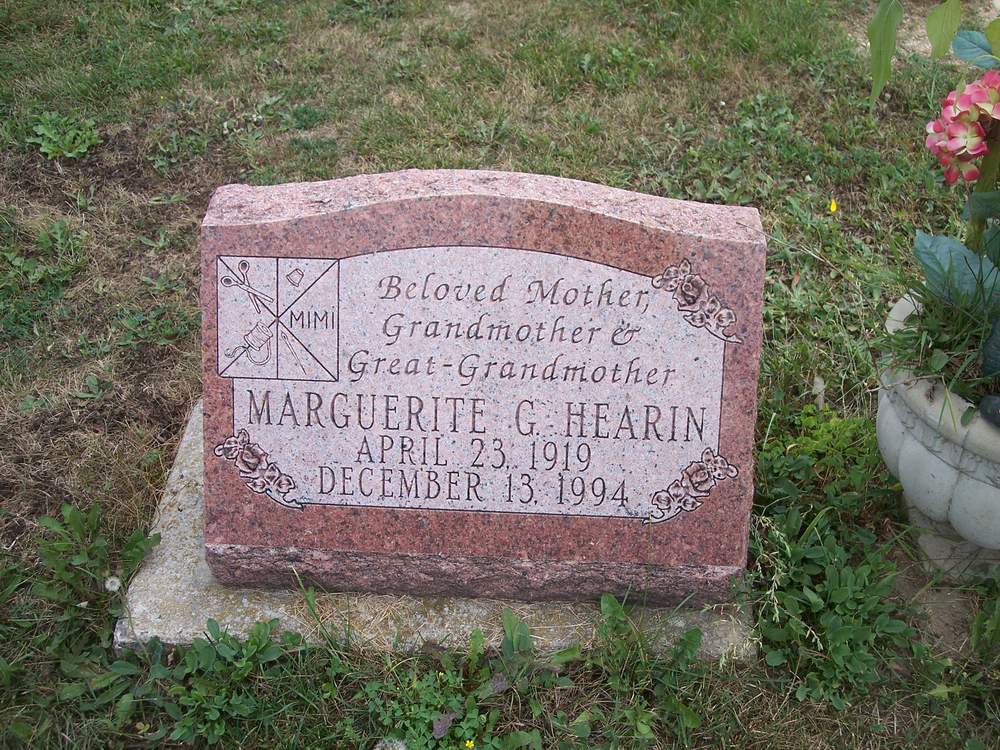 MIMI
Beloved Mother,
Grandmother &
Great-Grandmother
MARGUERITE G. HEARIN
APRIL 23, 1919
DECEMBER 13, 1994